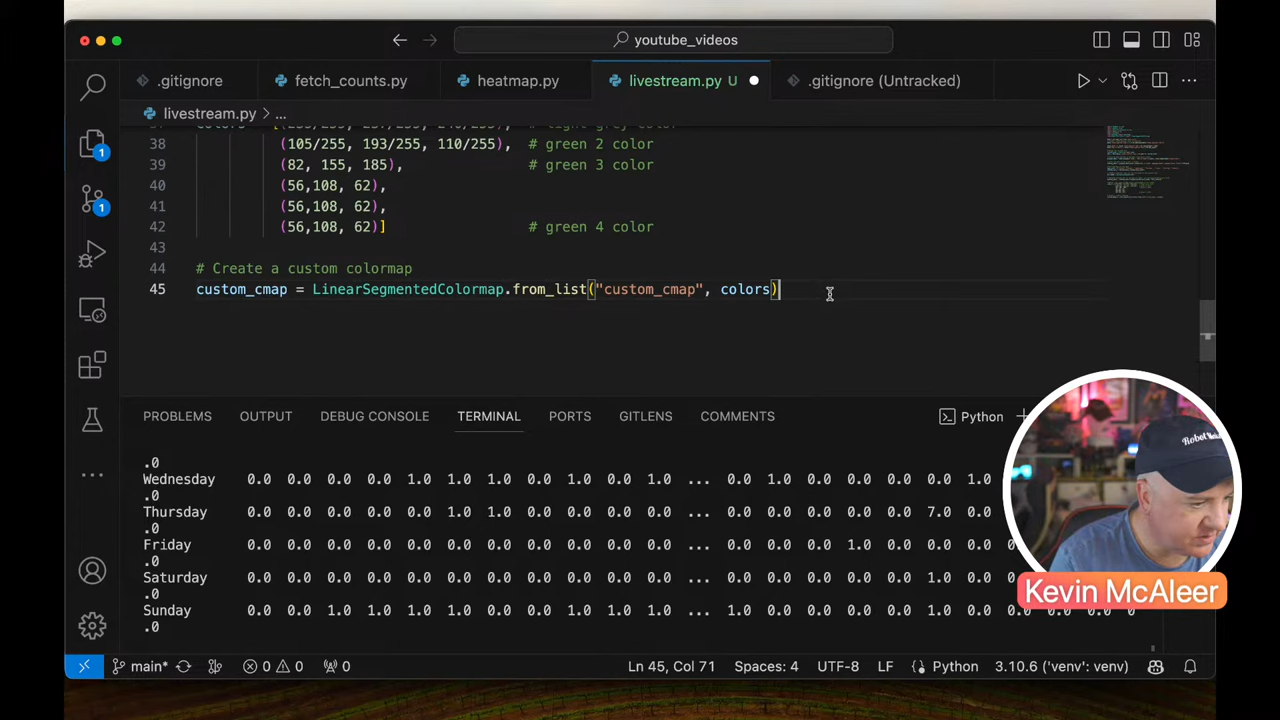 youtube_videos
.gitignore
fetch_counts.py
heatmap.py
livestream.py U
.gitignore (Untracked)
livestream.py > ...
38 (105/255, 193/255, 110/255), # green 2 color
39 (82, 155, 185), # green 3 color
40 (56,108, 62),
41 (56,108, 62),
42 (56,108, 62)] # green 4 color
43
44 # Create a custom colormap
45 custom_cmap = LinearSegmentedColormap.from_list("custom_cmap", colors)
PROBLEMS OUTPUT DEBUG CONSOLE TERMINAL PORTS GITLENS COMMENTS Python
.0
Wednesday 0.0 0.0 0.0 0.0 1.0 1.0 1.0 0.0 1.0 0.0 1.0 ... 0.0 1.0 0.0 0.0 0.0 0.0 1.0
.0
Thursday 0.0 0.0 0.0 0.0 0.0 1.0 1.0 0.0 0.0 0.0 0.0 ... 0.0 0.0 0.0 0.0 0.0 7.0 0.0
.0
Friday 0.0 0.0 0.0 0.0 0.0 0.0 0.0 0.0 0.0 0.0 0.0 ... 0.0 0.0 0.0 1.0 0.0 0.0 0.0
.0
Saturday 0.0 0.0 0.0 0.0 0.0 0.0 0.0 0.0 0.0 0.0 0.0 ... 0.0 0.0 0.0 0.0 0.0 1.0 0.0
.0
Sunday 0.0 0.0 1.0 1.0 1.0 1.0 0.0 0.0 1.0 1.0 0.0 ... 1.0 0.0 0.0 0.0 0.0 1.0 0.0
.0
Kevin McAleer
main* 0 0 0 Ln 45, Col 71 Spaces: 4 UTF-8 LF Python 3.10.6 ('venv': venv)